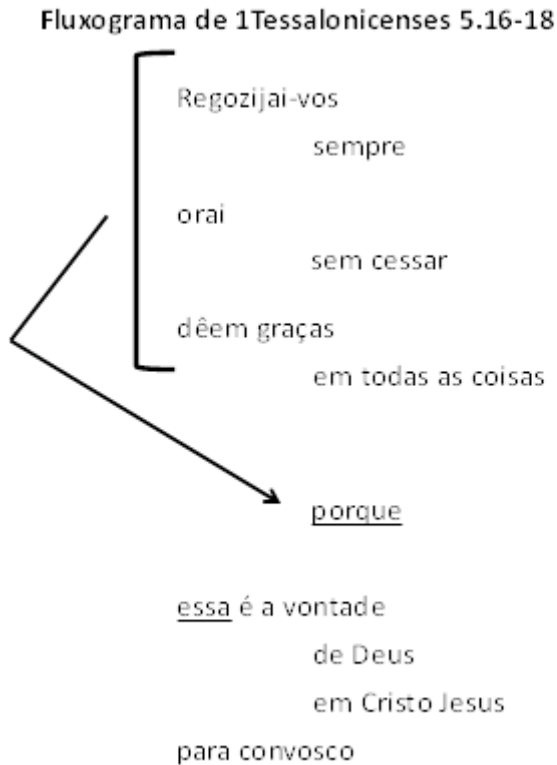 Fluxograma de 1Tessalonicenses 5.16-18
Regozijai-vos
sempre
orai
sem cessar
dêem graças
em todas as coisas
porque
essa é a vontade
de Deus
em Cristo Jesus
para convosco